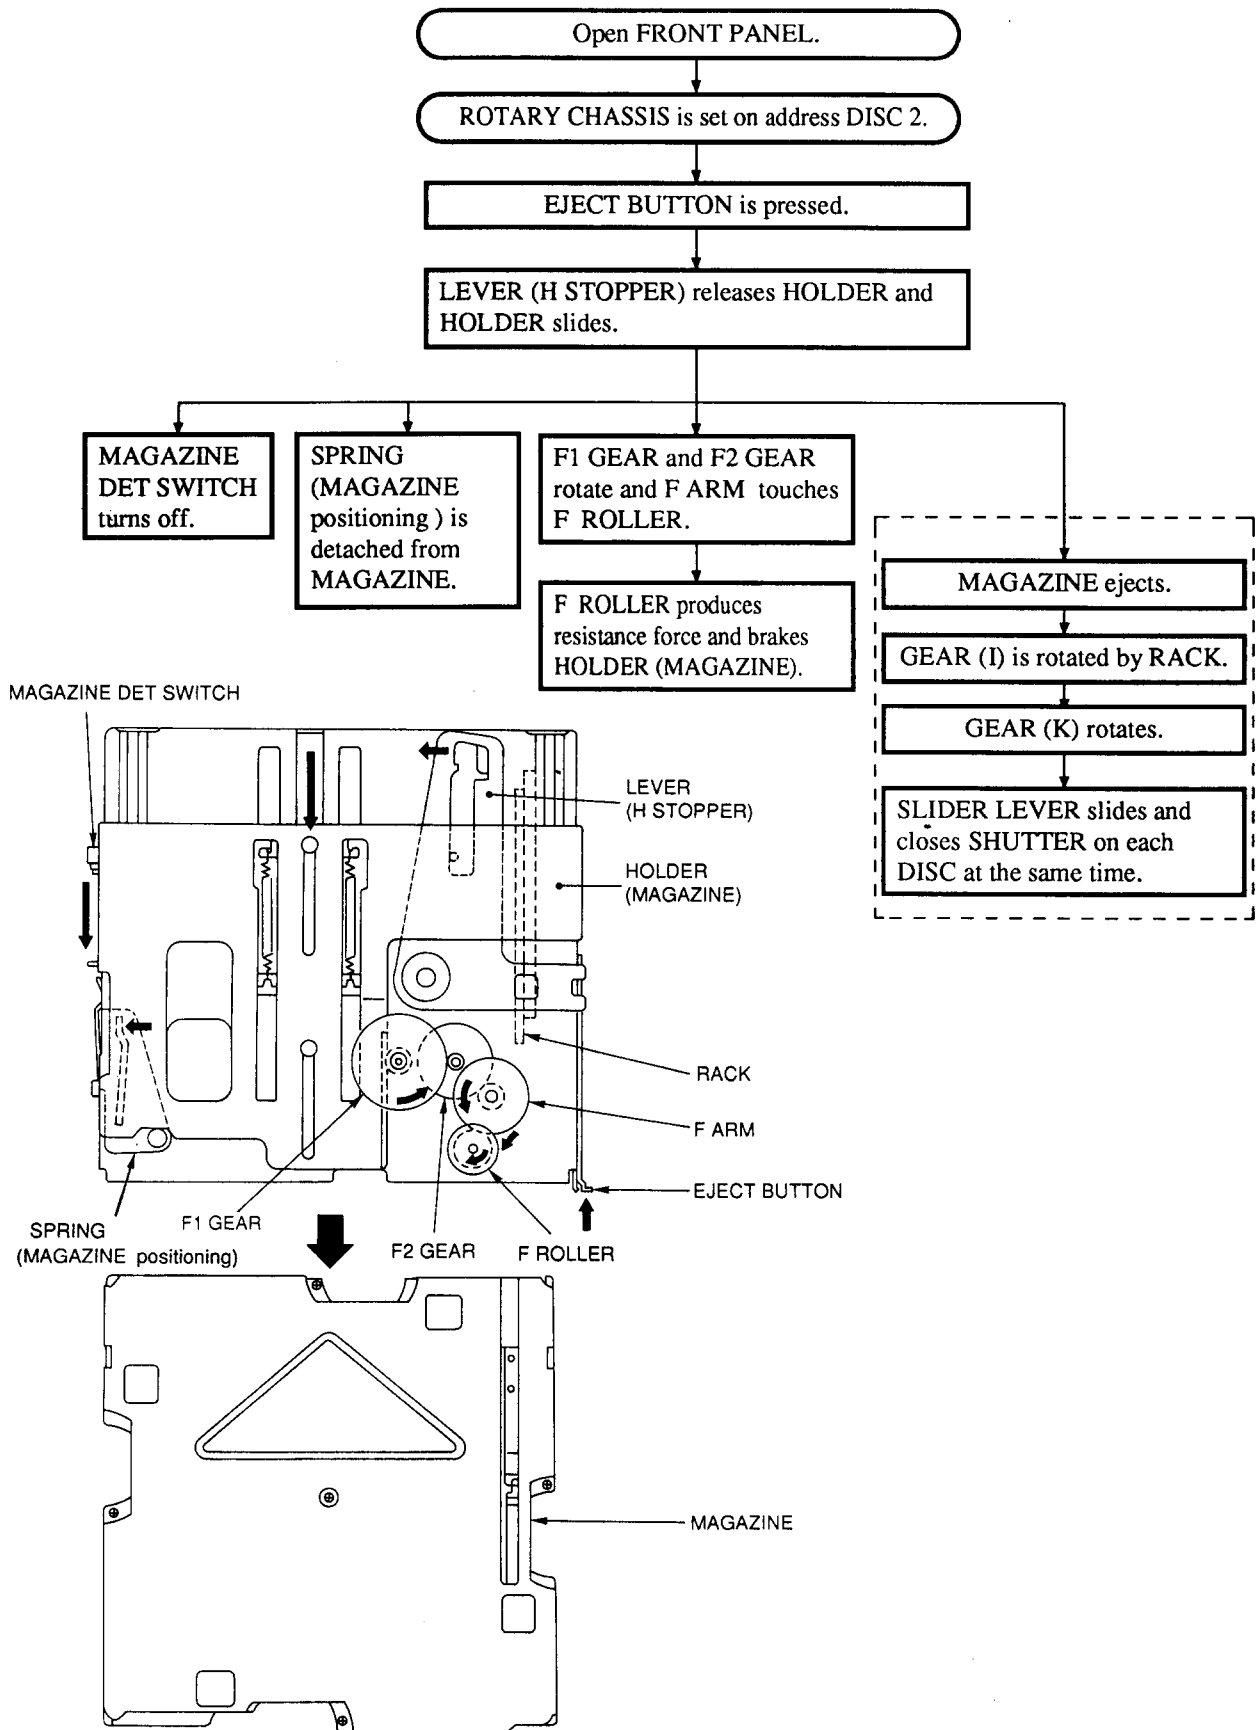 Open FRONT PANEL.
ROTARY CHASSIS is set on address DISC 2.
EJECT BUTTON is pressed.
LEVER (H STOPPER) releases HOLDER and
HOLDER slides.
MAGAZINE
DET SWITCH
turns off.
SPRING
(MAGAZINE
positioning ) is
detached from
MAGAZINE.
F1 GEAR and F2 GEAR
rotate and F ARM touches
F ROLLER.
F ROLLER produces
resistance force and brakes
HOLDER (MAGAZINE).
MAGAZINE ejects.
GEAR (I) is rotated by RACK.
GEAR (K) rotates.
SLIDER LEVER slides and
closes SHUTTER on each
DISC at the same time.
MAGAZINE DET SWITCH
LEVER
(H STOPPER)
HOLDER
(MAGAZINE)
RACK
F ARM
EJECT BUTTON
SPRING
(MAGAZINE positioning)
F1 GEAR
F2 GEAR
F ROLLER
MAGAZINE